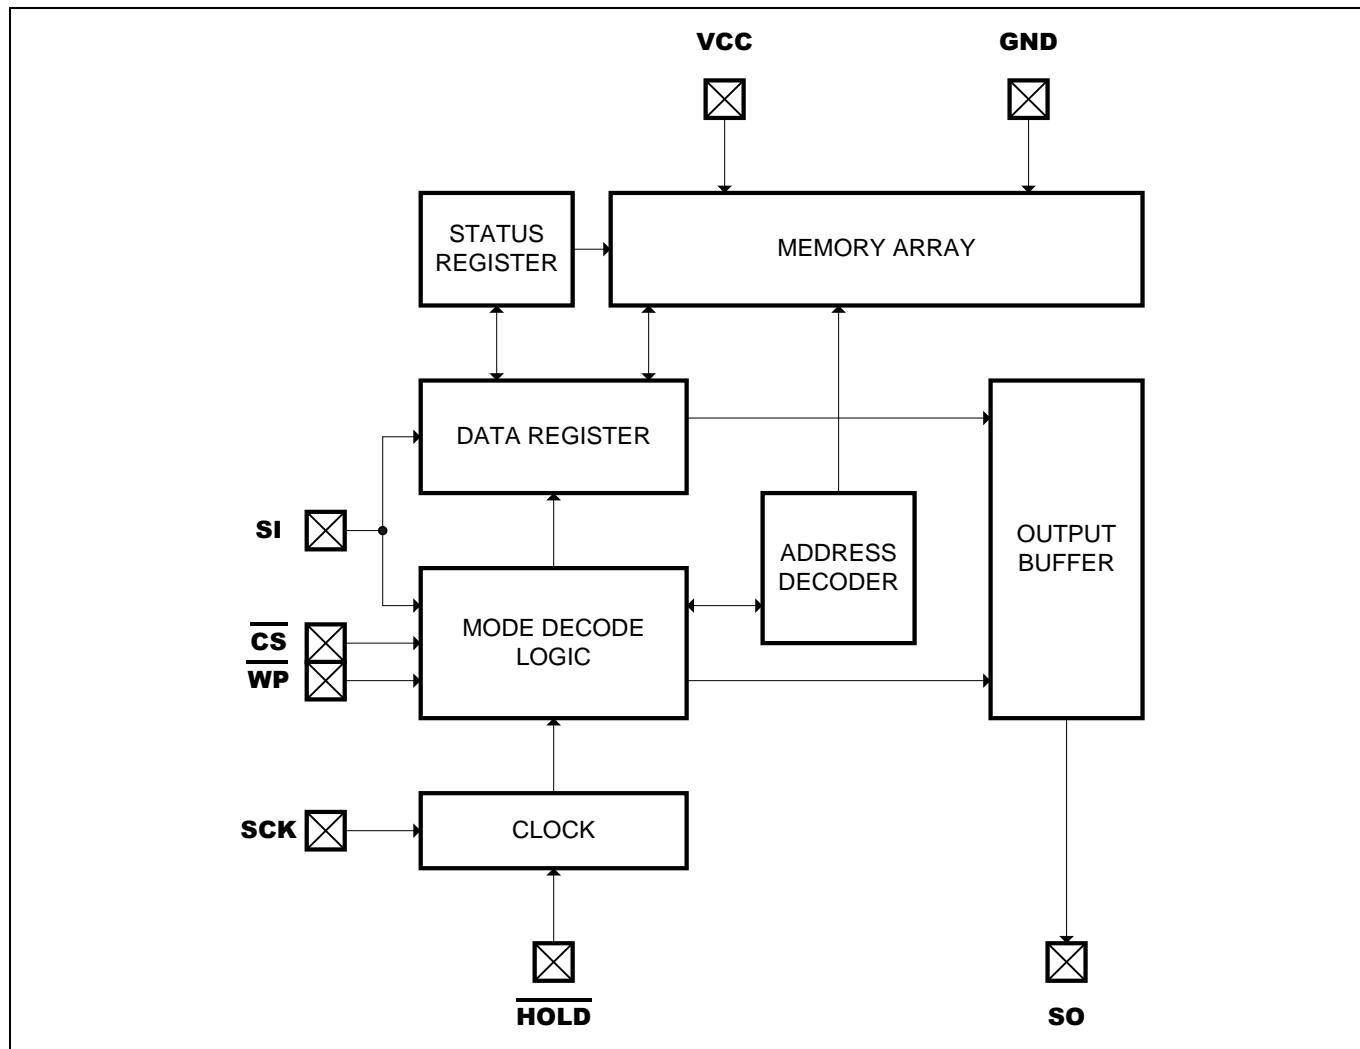 VCC
GND
STATUS
REGISTER
MEMORY ARRAY
DATA REGISTER
SI
ADDRESS
DECODER
OUTPUT
BUFFER
CS
WP
MODE DECODE
LOGIC
SCK
CLOCK
HOLD
SO